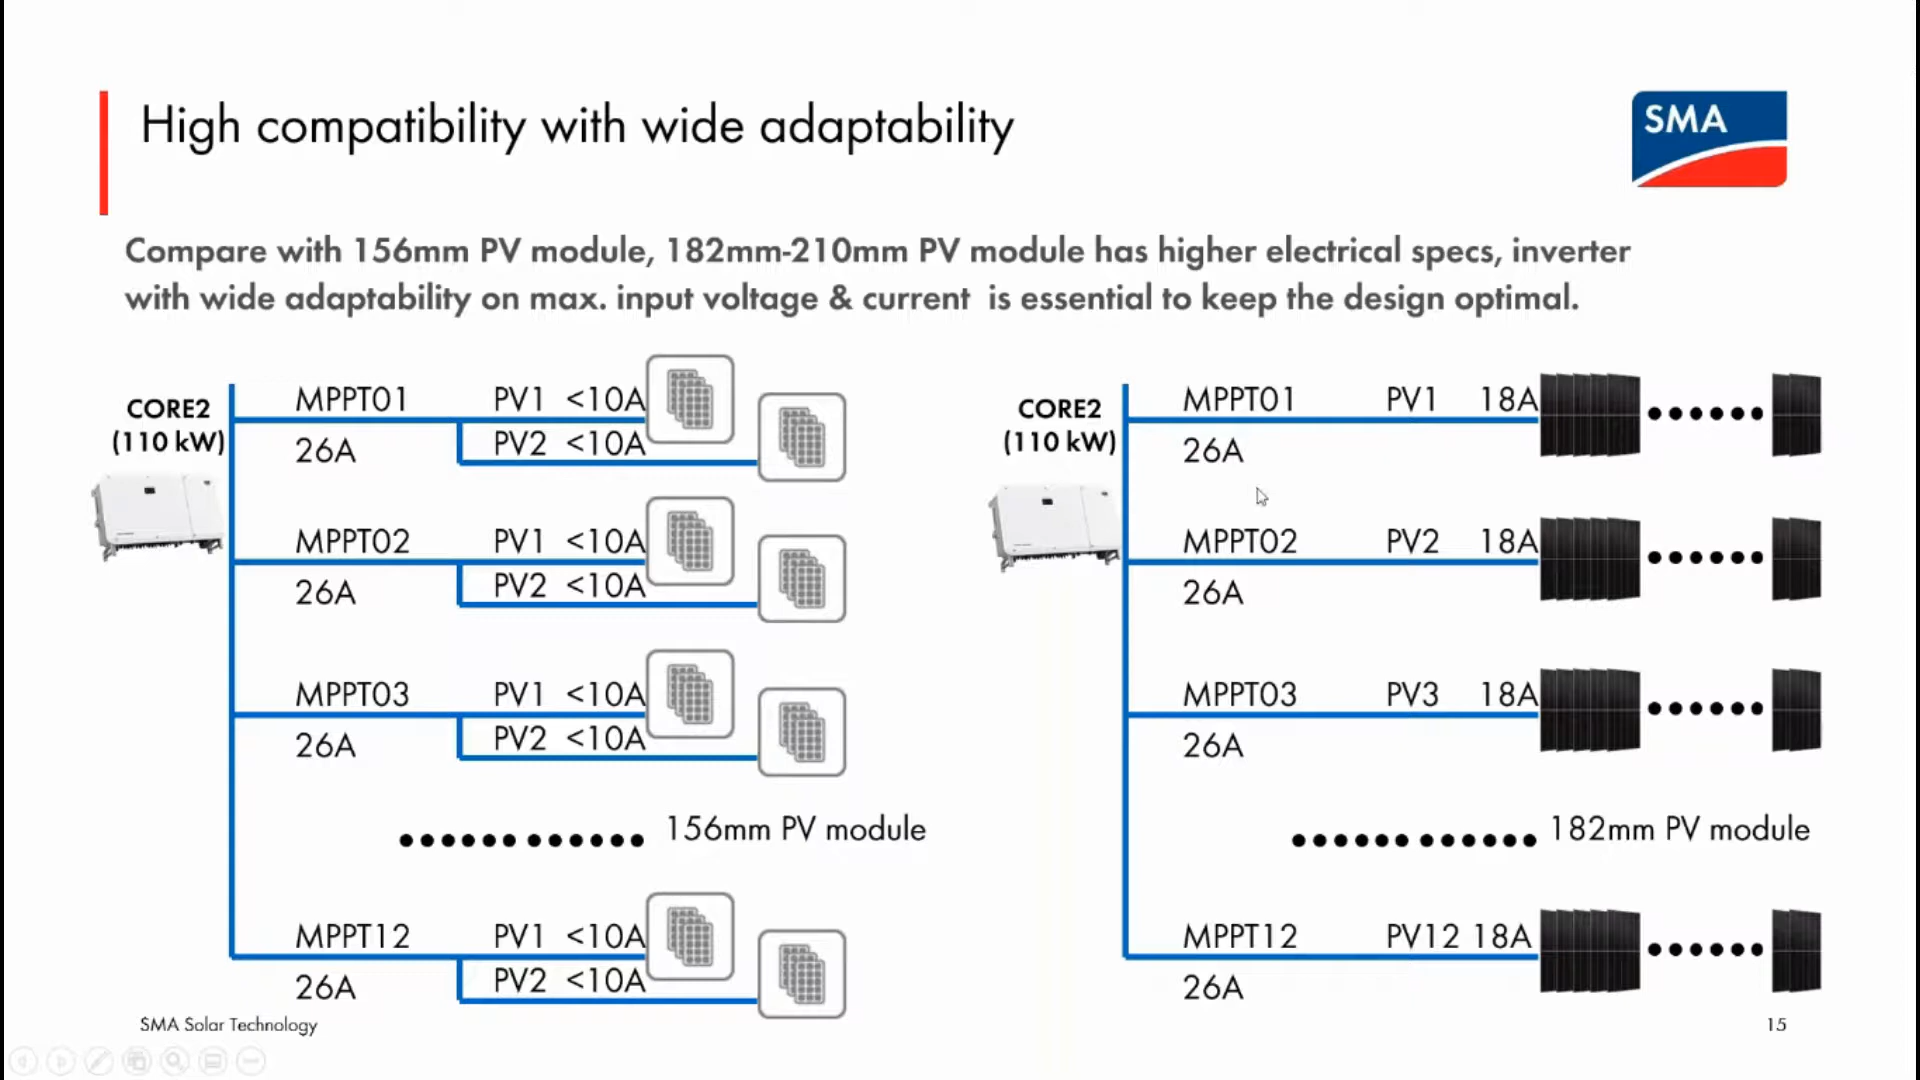 High compatibility with wide adaptability
SMA
Compare with 156mm PV module, 182mm-210mm PV module has higher electrical specs, inverter
with wide adaptability on max. input voltage & current is essential to keep the design optimal.
CORE2
(110 kW)
MPPT01 PV1 <10A
26A PV2 <10A
MPPT02 PV1 <10A
26A PV2 <10A
MPPT03 PV1 <10A
26A PV2 <10A
156mm PV module
MPPT12 PV1 <10A
26A PV2 <10A
CORE2
(110 kW)
MPPT01 PV1 18A
26A
MPPT02 PV2 18A
26A
MPPT03 PV3 18A
26A
182mm PV module
MPPT12 PV12 18A
26A
SMA Solar Technology
15